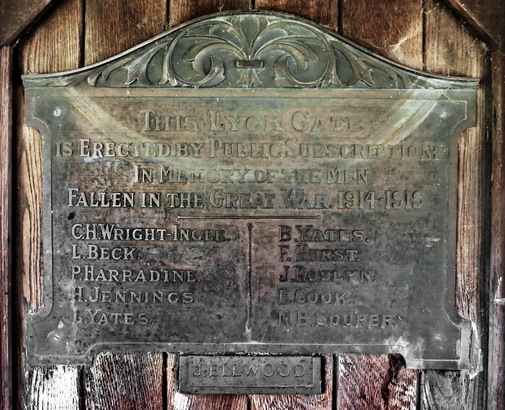 THIS LYCH GATE
IS ERECTED BY PUBLIC SUBSCRIPTIONS
IN MEMORY OF THE MEN
FALLEN IN THE GREAT WAR 1914-1918
C.H. WRIGHT-INGLE.
L. BECK.
P. HARRADINE.
H. JENNINGS.
L. YATES.
B. YATES.
F. HURST.
J. ROSLYN.
COOK.
N.B. SOUPER.
J. ELLWOOD